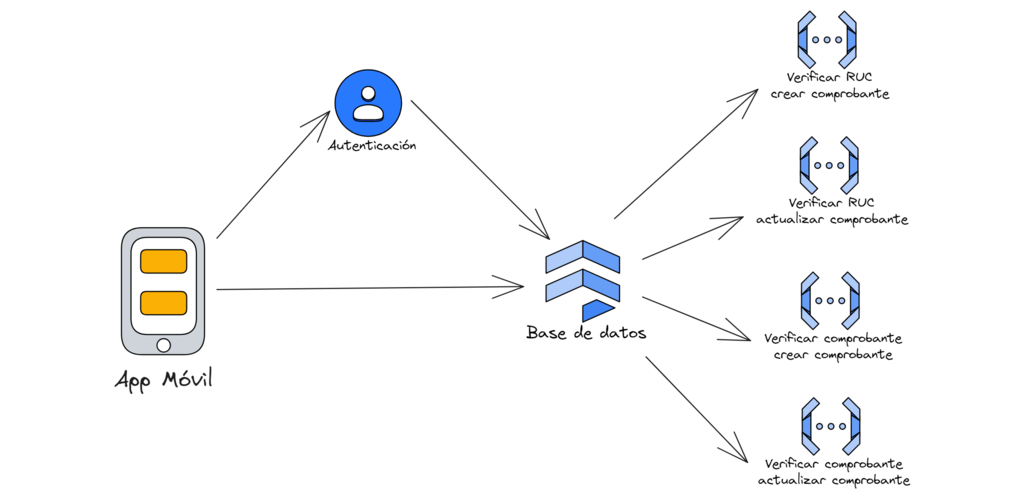 Verificar RUC
crear comprobante
Autenticación
Verificar RUC
actualizar comprobante
Base de datos
Verificar comprobante
crear comprobante
App Móvil
Verificar comprobante
actualizar comprobante